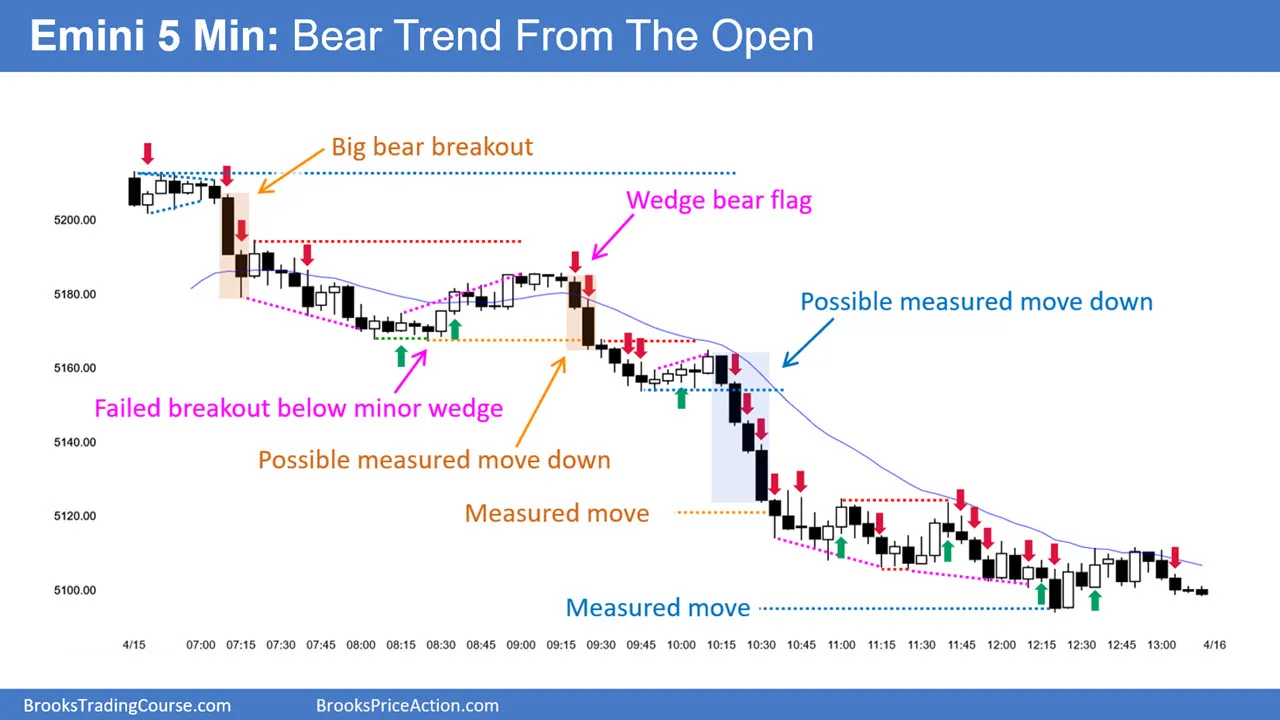 Emini 5 Min: Bear Trend From The Open
Big bear breakout
Wedge bear flag
5200.00
5180.00
Possible measured move down
5160.00
Failed breakout below minor wedge
5140.00
Possible measured move down
5120.00
Measured move
5100.00
Measured move
4/15 07:00 07:15 07:30 07:45 08:00 08:15 08:30 08:45 09:00 09:15 09:30 09:45 10:00 10:15 10:30 10:45 11:00 11:15 11:30 11:45 12:00 12:15 12:30 12:45 13:00 4/16
BrooksTradingCourse.com BrooksPriceAction.com